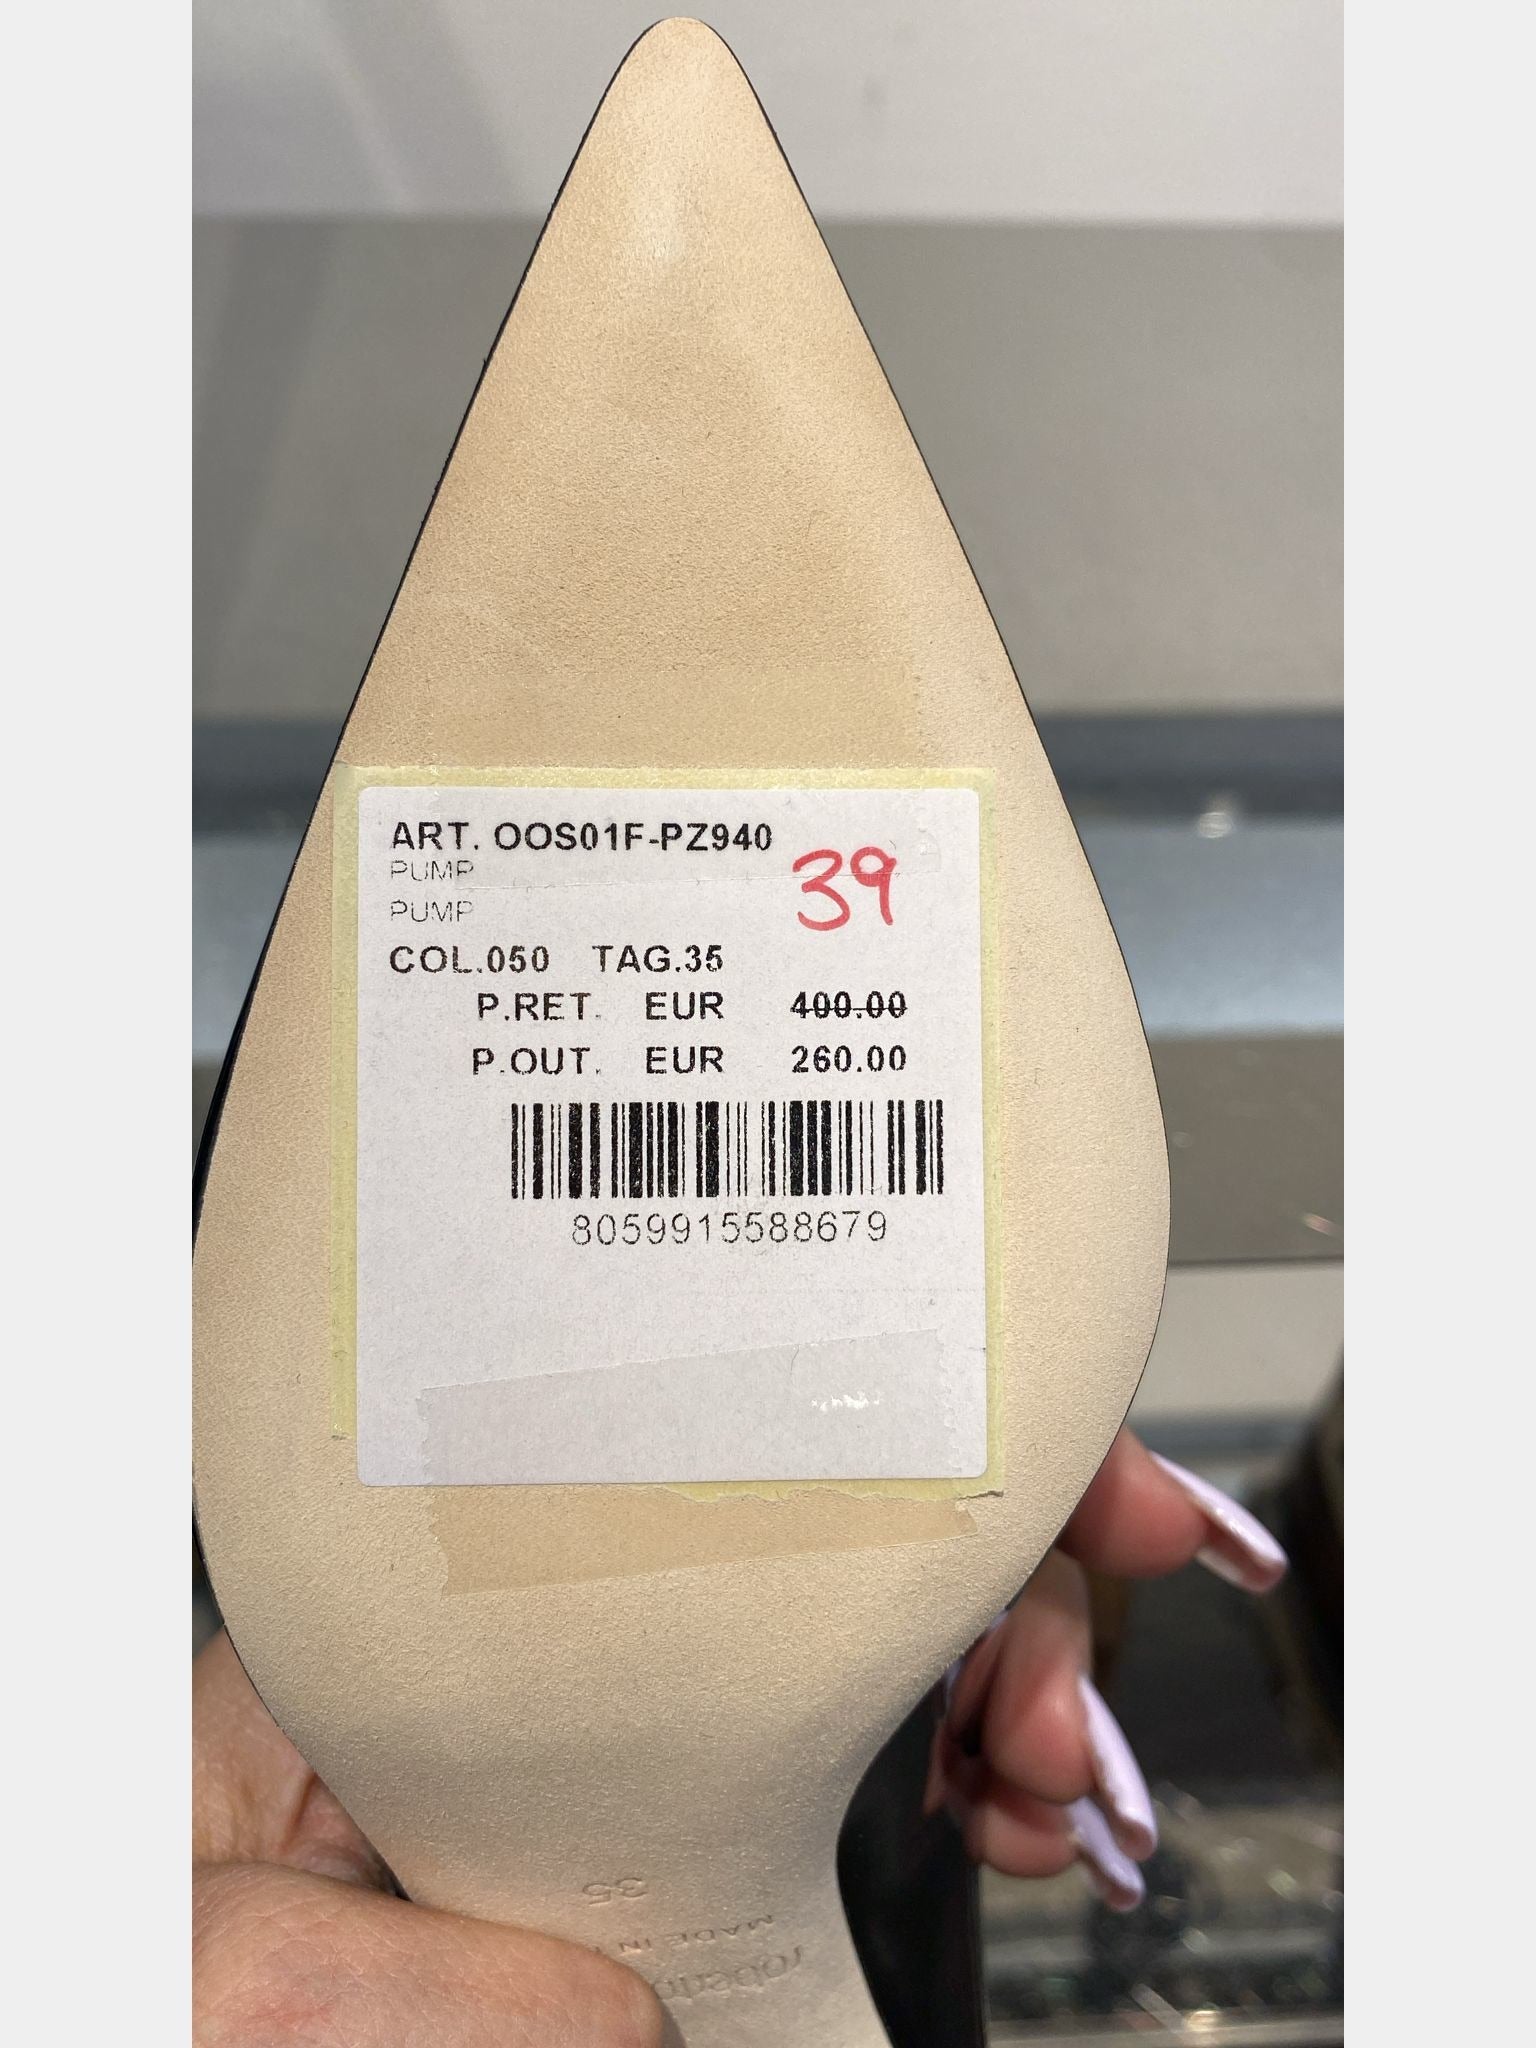 ART. OOS01F-PZ940
PUMP
39
PUMP
COL.050 TAG.35
P.RET. EUR 400.00
P.OUT. EUR 260.00
8059915588679
35
MADE IN